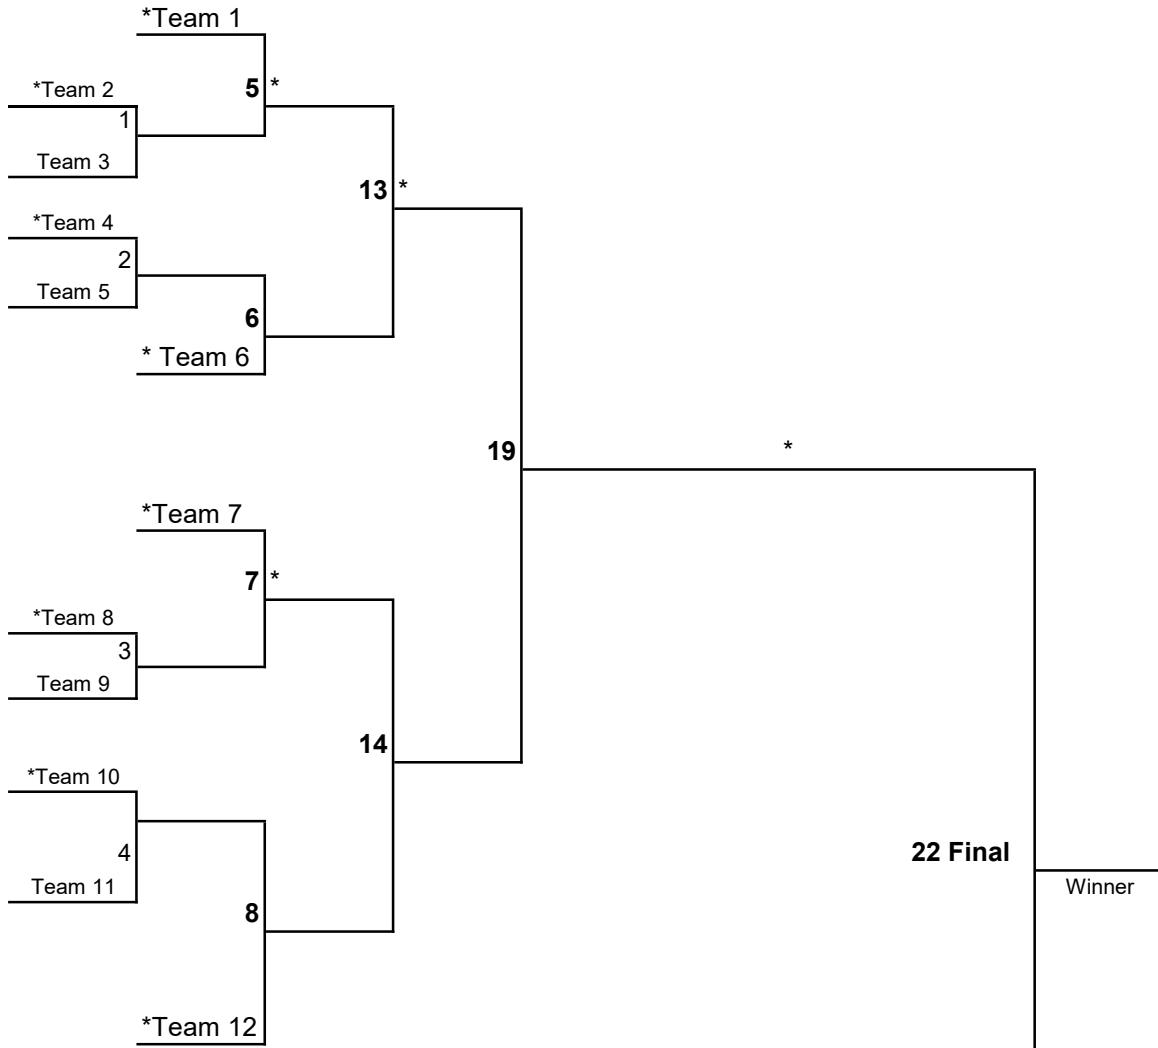 *Team 1
*Team 2
5 *
1
Team 3
13 *
*Team 4
2
Team 5
6
* Team 6
19
*
*Team 7
7 *
*Team 8
3
Team 9
14
*Team 10
4
22 Final
Team 11
Winner
8
*Team 12